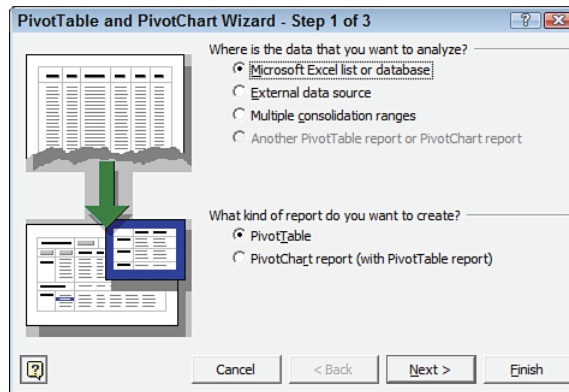 PivotTable and PivotChart Wizard - Step 1 of 3
Where is the data that you want to analyze?
Microsoft Excel list or database
External data source
Multiple consolidation ranges
Another PivotTable report or PivotChart report
What kind of report do you want to create?
PivotTable
PivotChart report (with PivotTable report)
Cancel
< Back
Next >
Finish